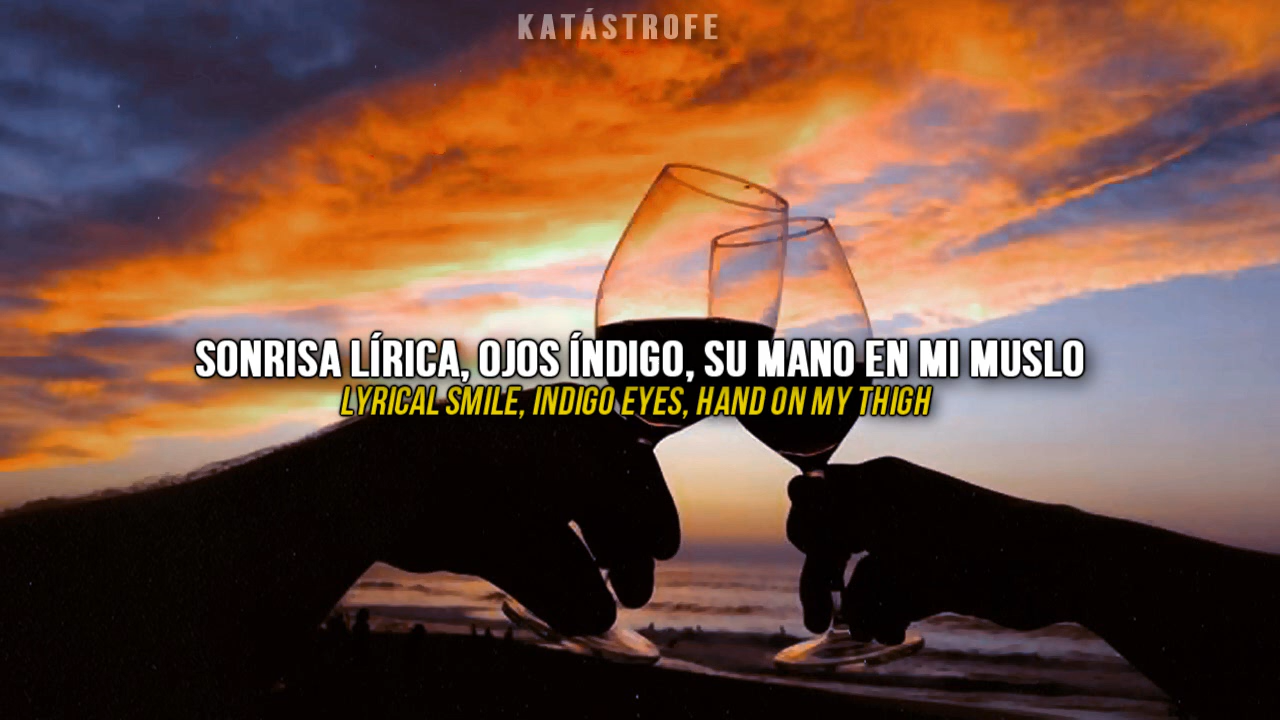 KATÁSTROFE
SONRISA LÍRICA, OJOS ÍNDIGO, SU MANO EN MI MUSLO
LYRICAL SMILE, INDIGO EYES, HAND ON MY THIGH